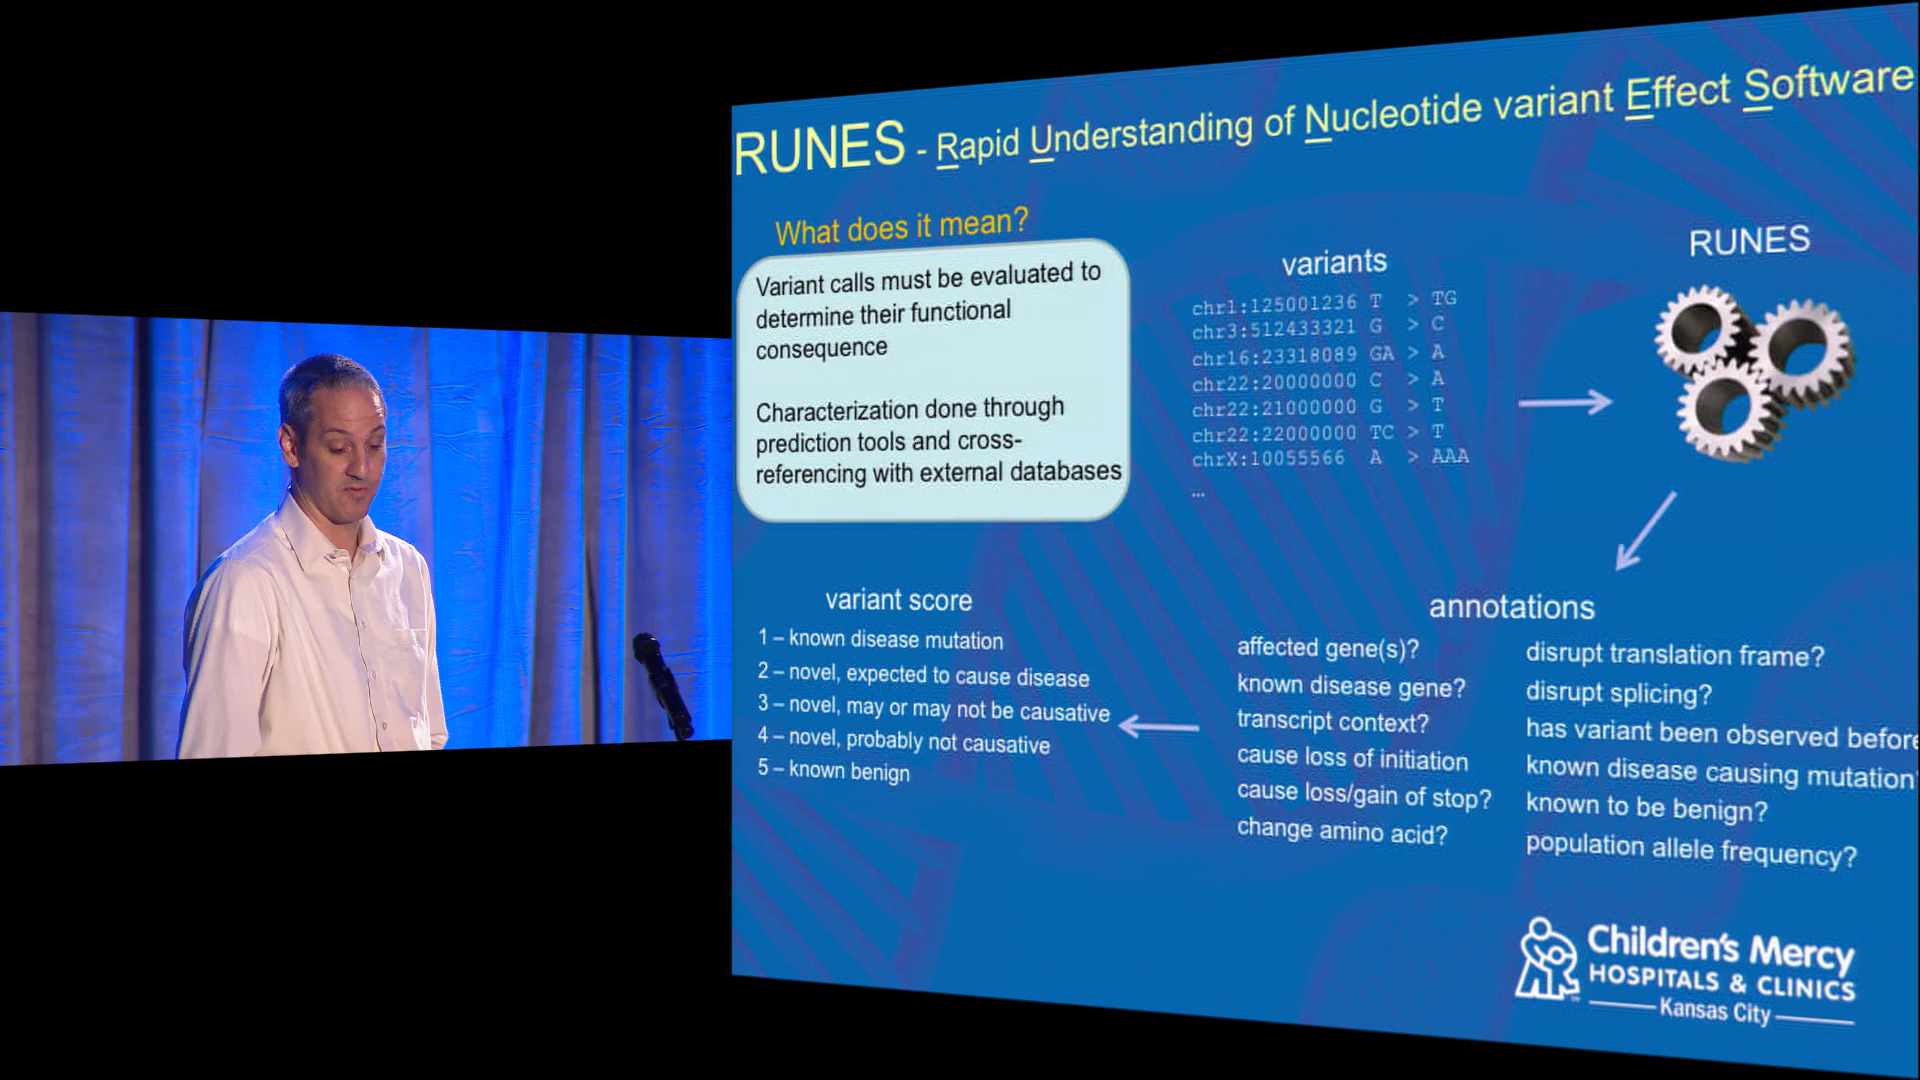 RUNES - Rapid Understanding of Nucleotide variant Effect Software
What does it mean?
Variant calls must be evaluated to
determine their functional
consequence
Characterization done through
prediction tools and cross-
referencing with external databases
variants
chr1:125001236 T > TG
chr3:512433321 G > C
chr16:23318089 GA > A
chr22:20000000 C > A
chr22:21000000 G > T
chr22:22000000 TC > T
chrX:10055566 A > AAA
...
RUNES
annotations
affected gene(s)?
known disease gene?
transcript context?
cause loss of initiation
cause loss/gain of stop?
change amino acid?
disrupt translation frame?
disrupt splicing?
has variant been observed before
known disease causing mutation
known to be benign?
population allele frequency?
variant score
1 – known disease mutation
2 – novel, expected to cause disease
3 – novel, may or may not be causative
4 – novel, probably not causative
5 – known benign
Children's Mercy
HOSPITALS & CLINICS
Kansas City